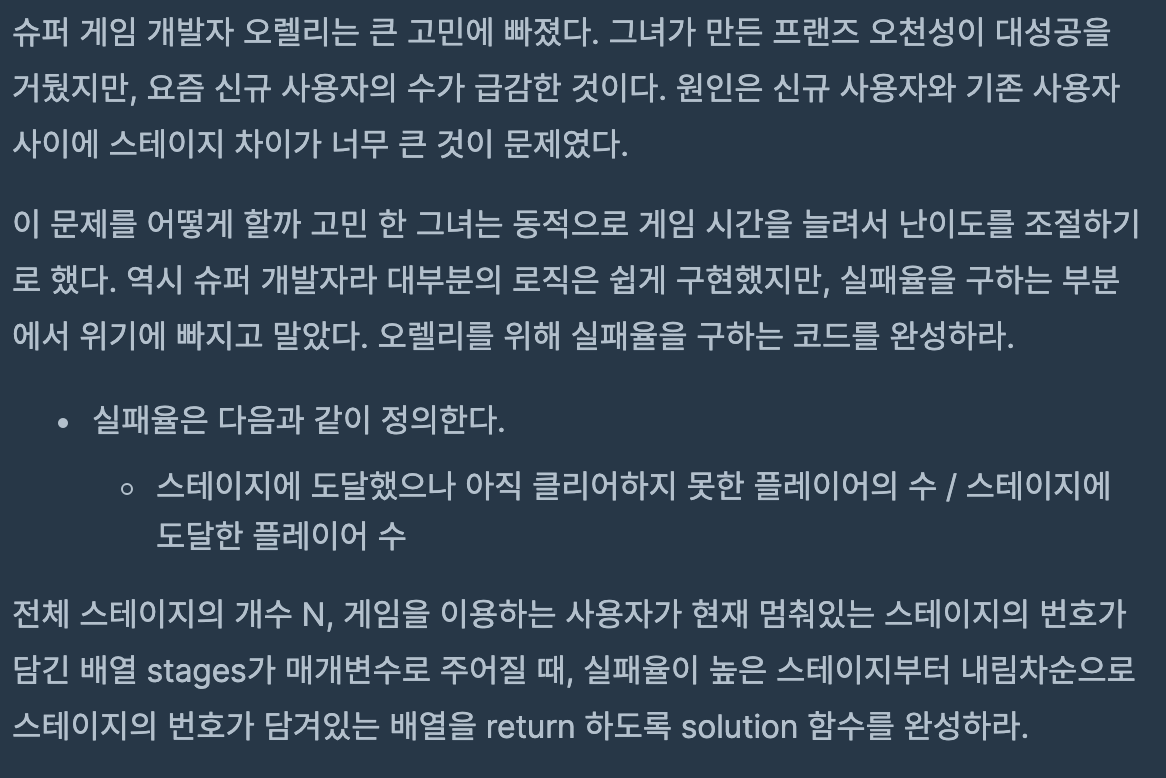 슈퍼 게임 개발자 오렐리는 큰 고민에 빠졌다. 그녀가 만든 프랜즈 오천성이 대성공을
거뒀지만, 요즘 신규 사용자의 수가 급감한 것이다. 원인은 신규 사용자와 기존 사용자
사이에 스테이지 차이가 너무 큰 것이 문제였다.
이 문제를 어떻게 할까 고민 한 그녀는 동적으로 게임 시간을 늘려서 난이도를 조절하기
로 했다. 역시 슈퍼 개발자라 대부분의 로직은 쉽게 구현했지만, 실패율을 구하는 부분
에서 위기에 빠지고 말았다. 오렐리를 위해 실패율을 구하는 코드를 완성하라.
• 실패율은 다음과 같이 정의한다.
◦ 스테이지에 도달했으나 아직 클리어하지 못한 플레이어의 수 / 스테이지에
도달한 플레이어 수
전체 스테이지의 개수 N, 게임을 이용하는 사용자가 현재 멈춰있는 스테이지의 번호가
담긴 배열 stages가 매개변수로 주어질 때, 실패율이 높은 스테이지부터 내림차순으로
스테이지의 번호가 담겨있는 배열을 return 하도록 solution 함수를 완성하라.